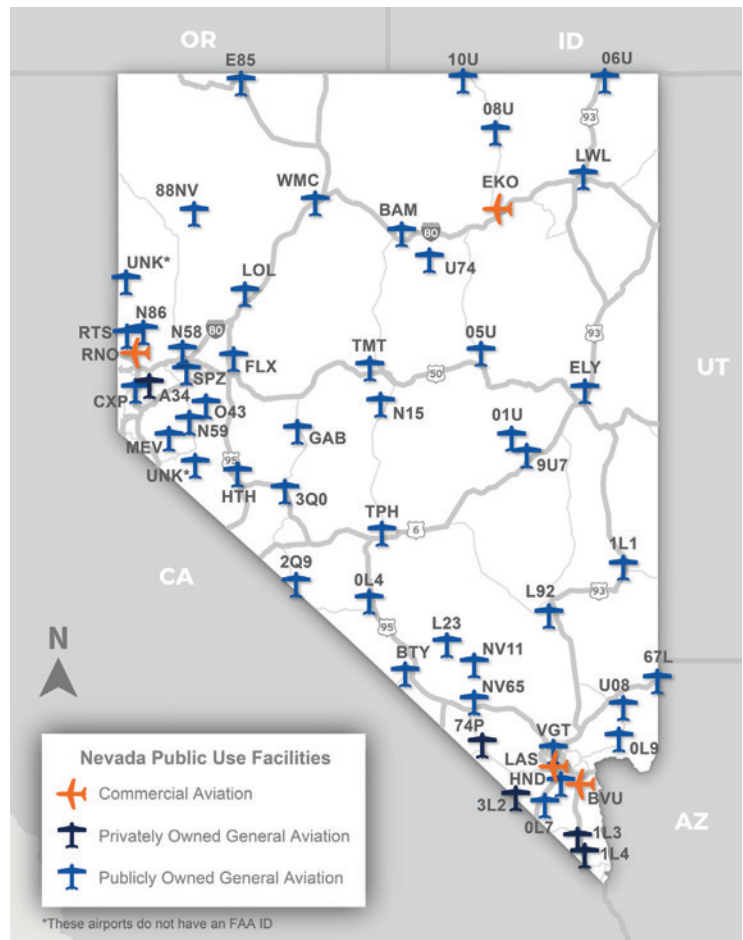 OR
ID
E85
10U
06U
08U
93
LWL
EKO
WMC
88NV
BAM
80
U74
UNK*
LOL
N86
RTS
N58
80
RNO
FLX
TMT
05U
93
SPZ
50
ELY
UT
CXP
A34
O43
N15
N59
GAB
01U
MEV
9U7
UNK*
95
HTH
3Q0
TPH
6
1L1
CA
2Q9
0L4
L92
93
95
L23
N
BTY
NV11
67L
NV65
U08
74P
VGT
0L9
LAS
HND
BVU
3L2
0L7
AZ
1L3
1L4
Nevada Public Use Facilities
Commercial Aviation
Privately Owned General Aviation
Publicly Owned General Aviation
*These airports do not have an FAA ID